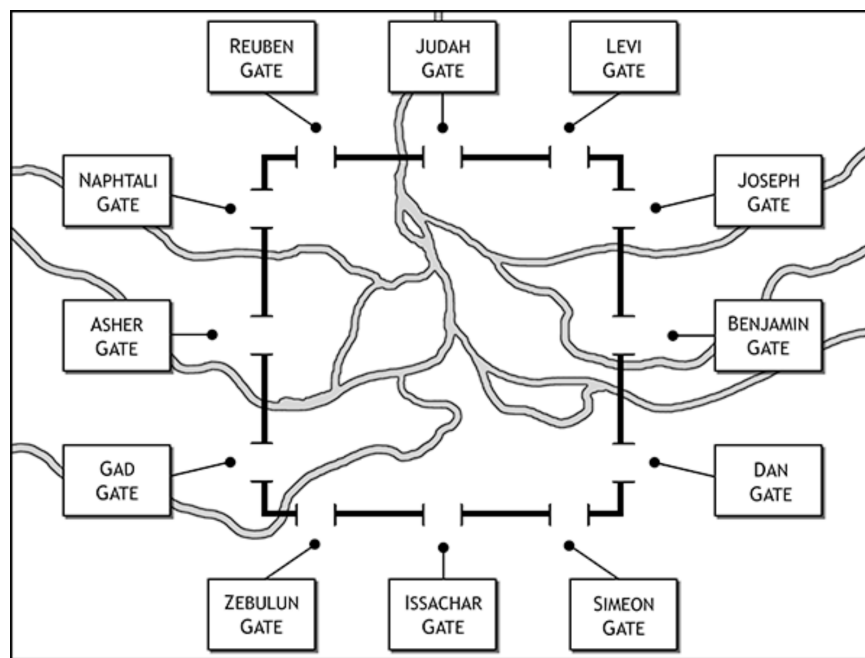 REUBEN
GATE
JUDAH
GATE
LEVI
GATE
NAPHTALI
GATE
JOSEPH
GATE
ASHER
GATE
BENJAMIN
GATE
GAD
GATE
DAN
GATE
ZEBULUN
GATE
ISSACHAR
GATE
SIMEON
GATE